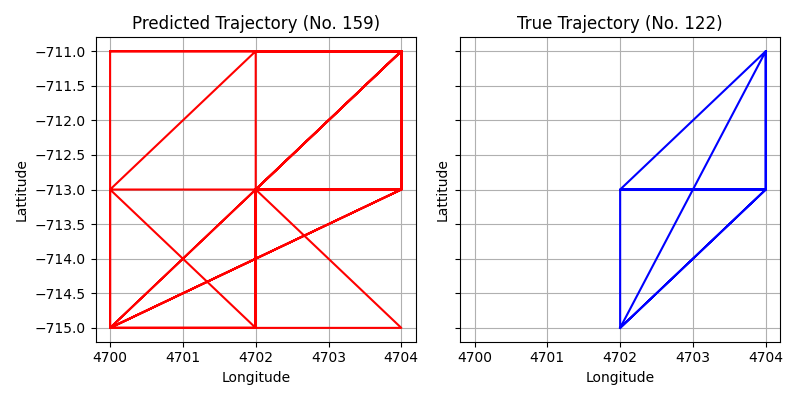 Predicted Trajectory (No. 159)
True Trajectory (No. 122)
−711.0
−711.5
−712.0
−712.5
−713.0
−713.5
−714.0
−714.5
−715.0
Lattitude
Lattitude
4700 4701 4702 4703 4704
4700 4701 4702 4703 4704
Longitude
Longitude